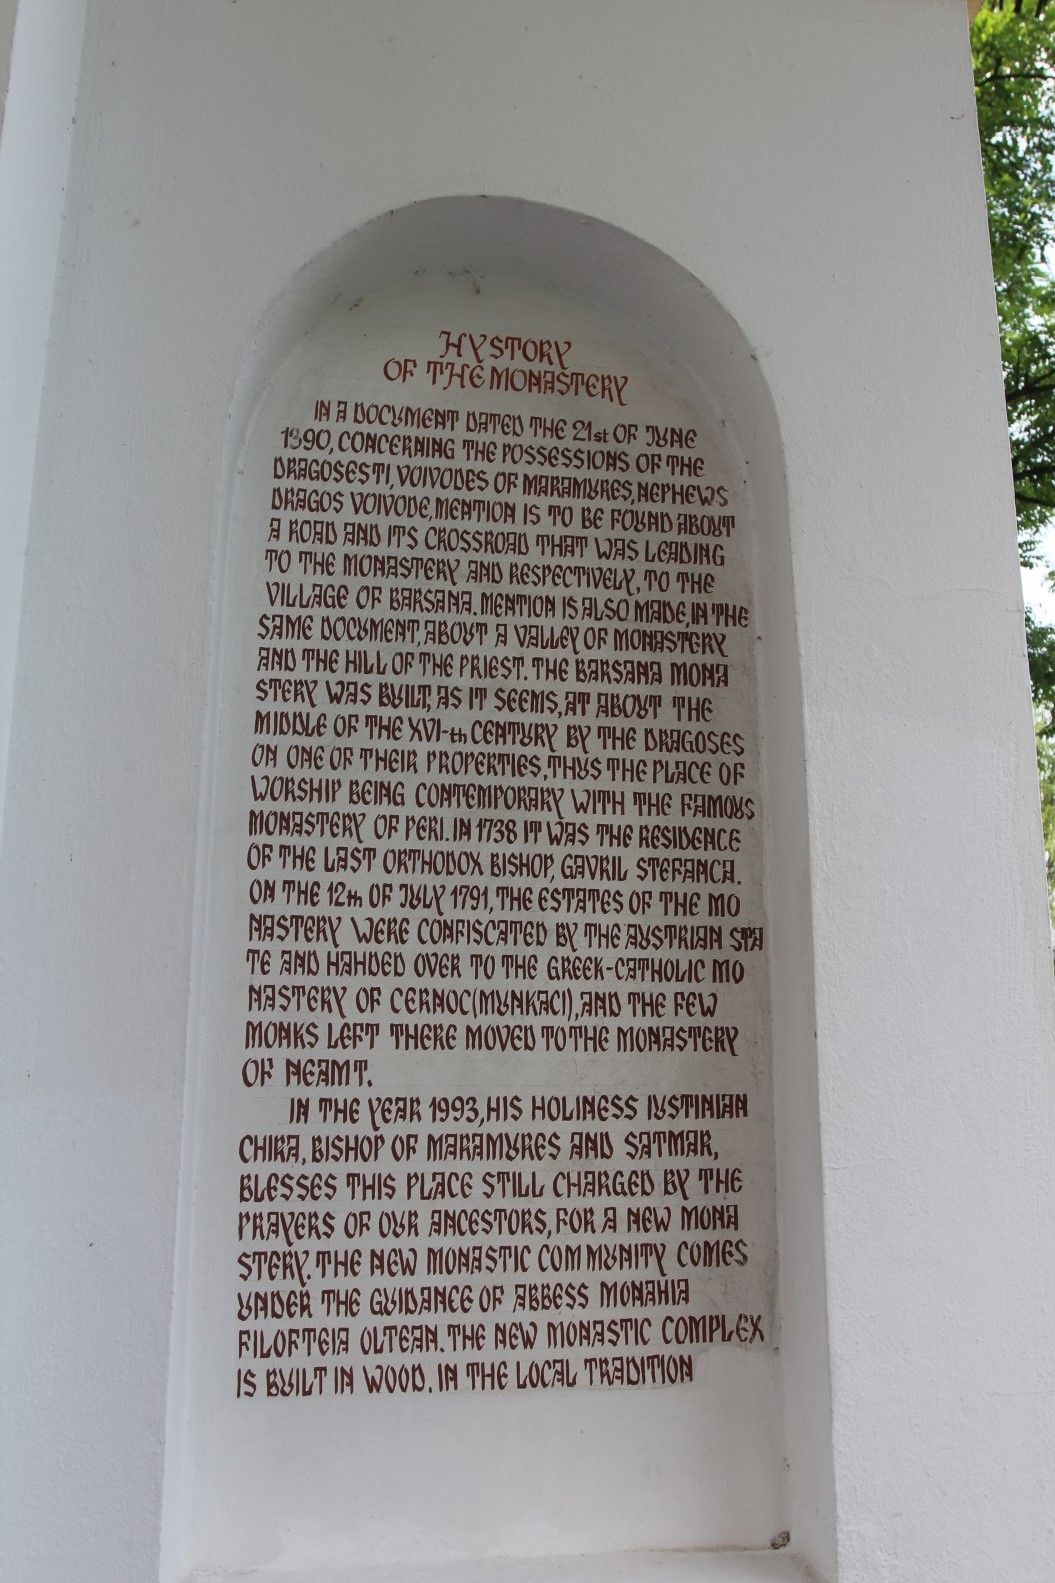 HYSTORY
OF THE MONASTERY
IN A DOCUMENT DATED THE 21st OF JUNE
1390, CONCERNING THE POSSESSIONS OF THE
DRAGOSESTI, VOIVODES OF MARAMURES, NEPHEWS
DRAGOS VOIVODE, MENTION IS TO BE FOUND ABOUT
A ROAD AND ITS CROSSROAD THAT WAS LEADING
TO THE MONASTERY AND RESPECTIVELY, TO THE
VILLAGE OF BARSANA. MENTION IS ALSO MADE, IN THE
SAME DOCUMENT, ABOUT A VALLEY OF MONASTERY
AND THE HILL OF THE PRIEST. THE BARSANA MONA
STERY WAS BUILT, AS IT SEEMS, AT ABOUT THE
MIDDLE OF THE XVI-th CENTURY BY THE DRAGOSES
ON ONE OF THEIR PROPERTIES, THUS THE PLACE OF
WORSHIP BEING CONTEMPORARY WITH THE FAMOUS
MONASTERY OF PERI. IN 1738 IT WAS THE RESIDENCE
OF THE LAST ORTHODOX BISHOP, GAVRIL STEFANCA.
ON THE 12th OF JULY 1791, THE ESTATES OF THE MO
NASTERY WERE CONFISCATED BY THE AUSTRIAN STA
TE AND HAHDED OVER TO THE GREEK-CATHOLIC MO
NASTERY OF CERNOC(MUNKACI), AND THE FEW
MONKS LEFT THERE MOVED TO THE MONASTERY
OF NEAMT.
IN THE YEAR 1993, HIS HOLINESS IUSTINIAN
CHIRA, BISHOP OF MARAMURES AND SATMAR,
BLESSES THIS PLACE STILL CHARGED BY THE
PRAYERS OF OUR ANCESTORS, FOR A NEW MONA
STERY. THE NEW MONASTIC COMMUNITY COMES
UNDER THE GUIDANCE OF ABBESS MONAHIA
FILOFTEIA OLTEAN. THE NEW MONASTIC COMPLEX
IS BUILT IN WOOD, IN THE LOCAL TRADITION